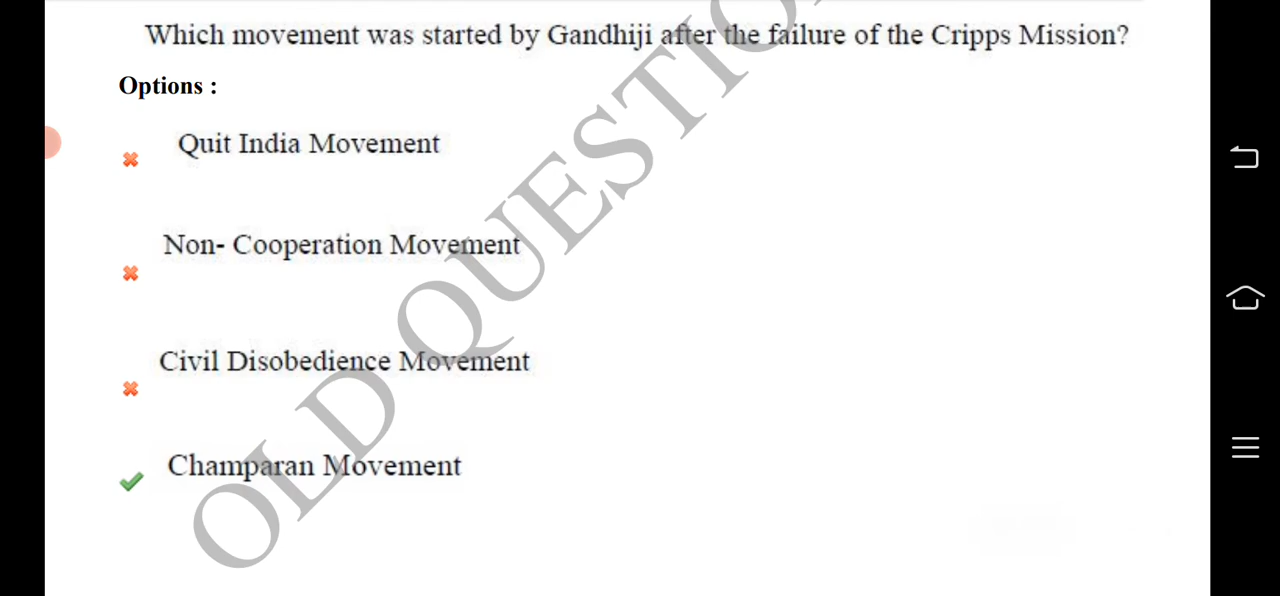 Which movement was started by Gandhiji after the failure of the Cripps Mission?
Options :
Quit India Movement
Non- Cooperation Movement
Civil Disobedience Movement
Champaran Movement
OLD QUESTIO